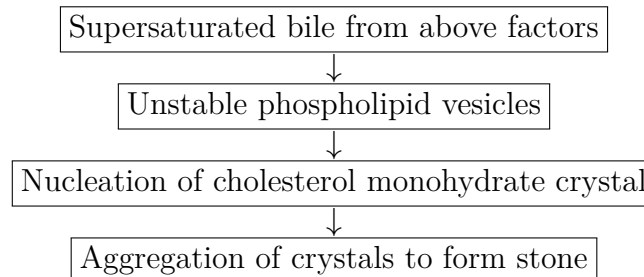 Supersaturated bile from above factors
Unstable phospholipid vesicles
Nucleation of cholesterol monohydrate crystal
Aggregation of crystals to form stone